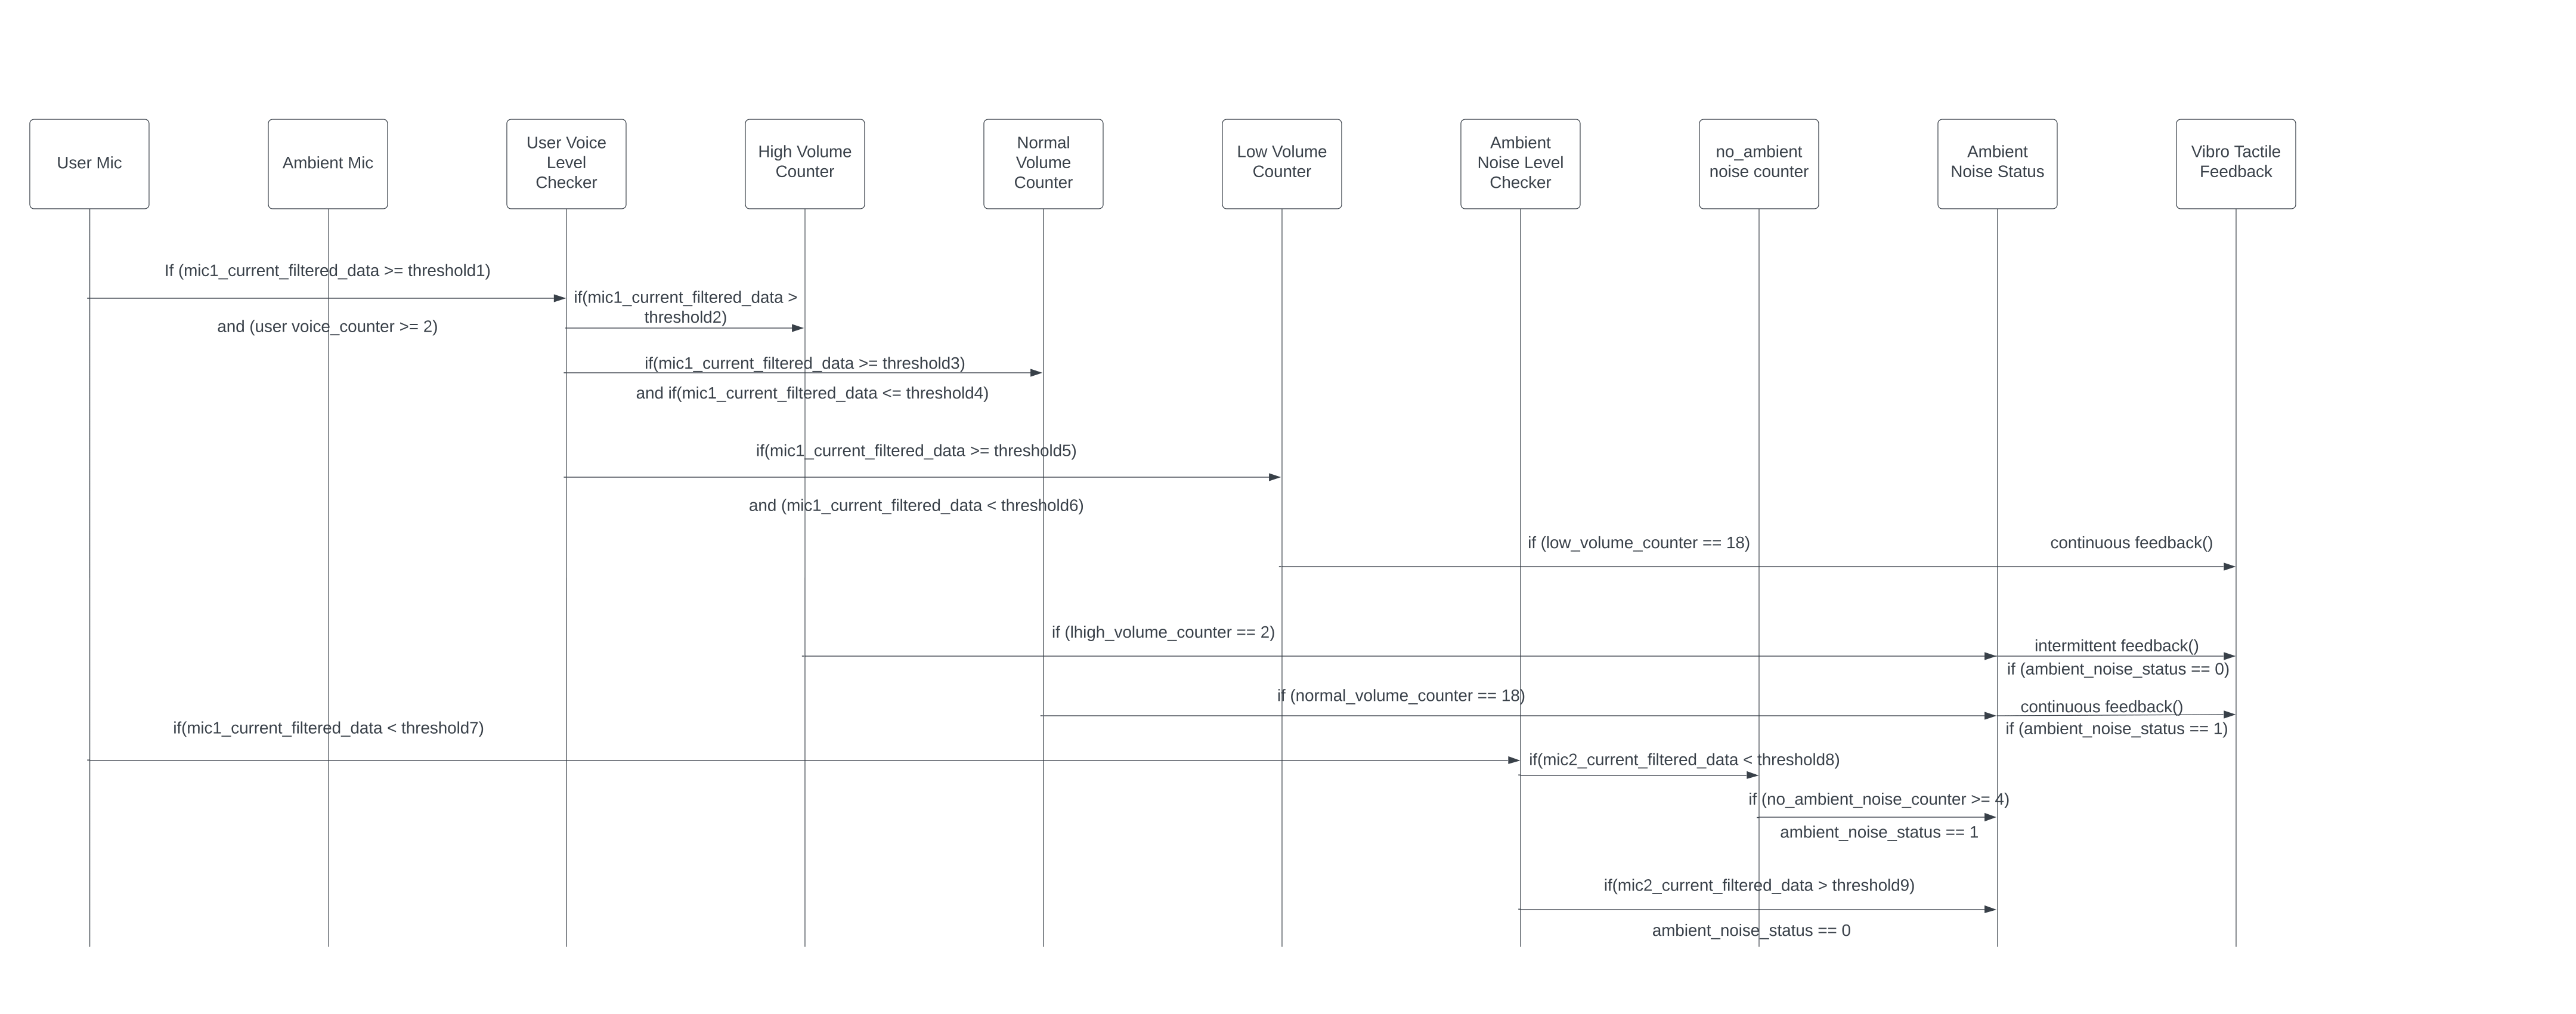 User Mic
Ambient Mic
User Voice
Level
Checker
High Volume
Counter
Normal
Volume
Counter
Low Volume
Counter
Ambient
Noise Level
Checker
no_ambient
noise counter
Ambient
Noise Status
Vibro Tactile
Feedback
If (mic1_current_filtered_data >= threshold1)
and (user voice_counter >= 2)
if(mic1_current_filtered_data >
threshold2)
if(mic1_current_filtered_data >= threshold3)
and if(mic1_current_filtered_data <= threshold4)
if(mic1_current_filtered_data >= threshold5)
and (mic1_current_filtered_data < threshold6)
if (low_volume_counter == 18)
continuous feedback()
if (lhigh_volume_counter == 2)
intermittent feedback()
if (ambient_noise_status == 0)
if (normal_volume_counter == 18)
continuous feedback()
if (ambient_noise_status == 1)
if(mic1_current_filtered_data < threshold7)
if(mic2_current_filtered_data < threshold8)
if (no_ambient_noise_counter >= 4)
ambient_noise_status == 1
if(mic2_current_filtered_data > threshold9)
ambient_noise_status == 0